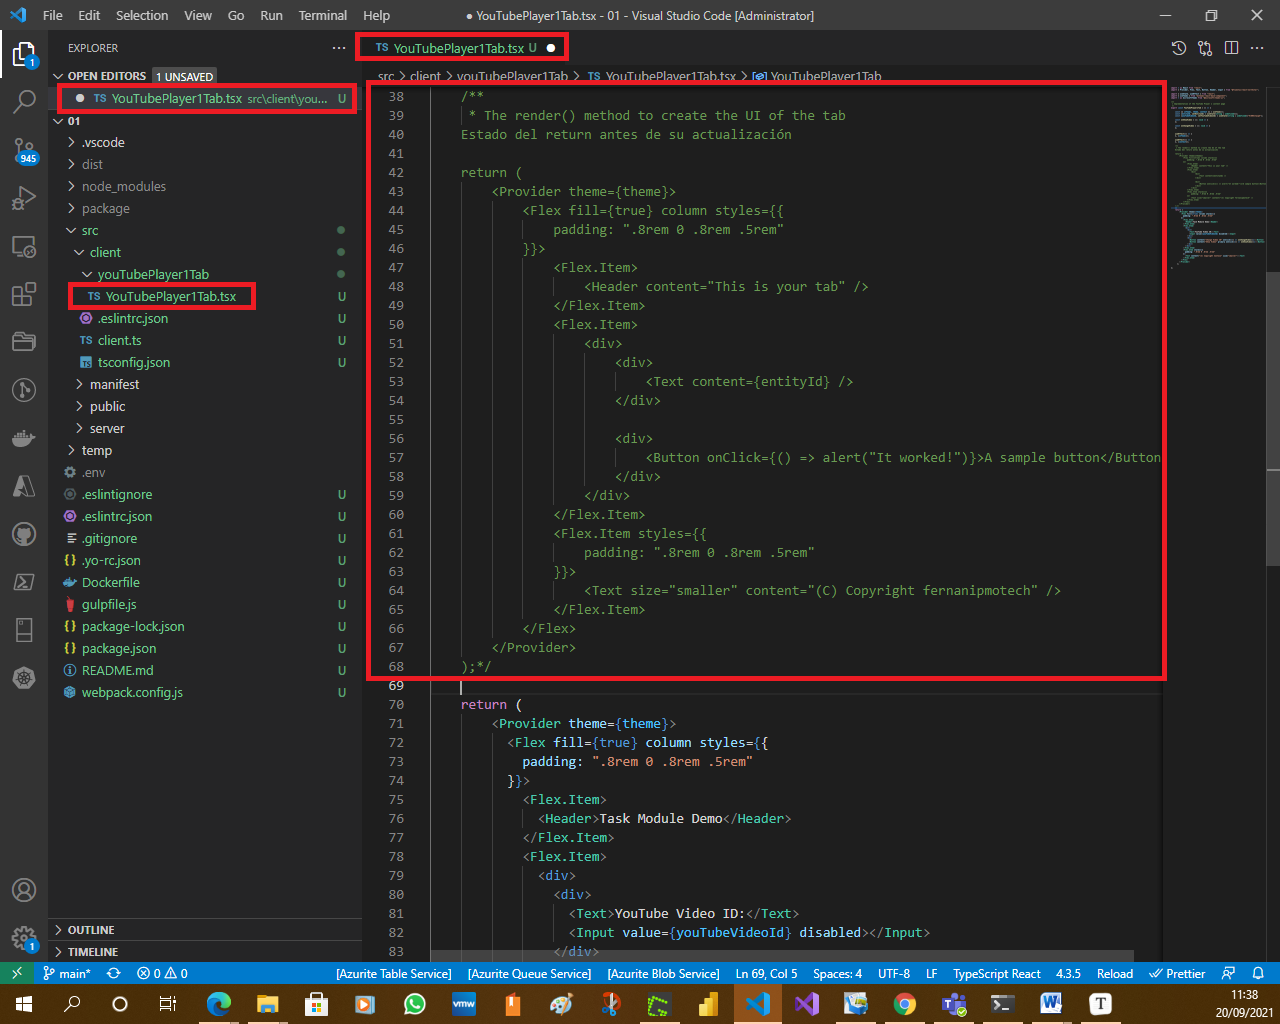 File Edit Selection View Go Run Terminal Help
● YouTubePlayer1Tab.tsx - 01 - Visual Studio Code [Administrator]
EXPLORER
OPEN EDITORS 1 UNSAVED
TS YouTubePlayer1Tab.tsx src\client\you... U
01
.vscode
dist
node_modules
package
src
client
youTubePlayer1Tab
TS YouTubePlayer1Tab.tsx U
.eslintrc.json U
TS client.ts U
tsconfig.json U
manifest
public
server
temp
.env
.eslintignore U
.eslintrc.json U
.gitignore U
.yo-rc.json U
Dockerfile U
gulpfile.js U
package-lock.json U
package.json U
README.md U
webpack.config.js U
OUTLINE
TIMELINE
1
945
1
TS YouTubePlayer1Tab.tsx U
src > client > youTubePlayer1Tab > TS YouTubePlayer1Tab.tsx > YouTubePlayer1Tab
38 /**
39 * The render() method to create the UI of the tab
40 Estado del return antes de su actualización
41
42 return (
43 <Provider theme={theme}>
44 <Flex fill={true} column styles={{
45 padding: ".8rem 0 .8rem .5rem"
46 }}>
47 <Flex.Item>
48 <Header content="This is your tab" />
49 </Flex.Item>
50 <Flex.Item>
51 <div>
52 <div>
53 <Text content={entityId} />
54 </div>
55
56 <div>
57 <Button onClick={() => alert("It worked!")}>A sample button</Button
58 </div>
59 </div>
60 </Flex.Item>
61 <Flex.Item styles={{
62 padding: ".8rem 0 .8rem .5rem"
63 }}>
64 <Text size="smaller" content="(C) Copyright fernanipmotech" />
65 </Flex.Item>
66 </Flex>
67 </Provider>
68 );*/
69
70 return (
71 <Provider theme={theme}>
72 <Flex fill={true} column styles={{
73 padding: ".8rem 0 .8rem .5rem"
74 }}>
75 <Flex.Item>
76 <Header>Task Module Demo</Header>
77 </Flex.Item>
78 <Flex.Item>
79 <div>
80 <div>
81 <Text>YouTube Video ID:</Text>
82 <Input value={youTubeVideoId} disabled></Input>
83 </div>
main* 0 0 [Azurite Table Service] [Azurite Queue Service] [Azurite Blob Service] Ln 69, Col 5 Spaces: 4 UTF-8 LF TypeScript React 4.3.5 Reload Prettier
vmw
T
11:38
20/09/2021